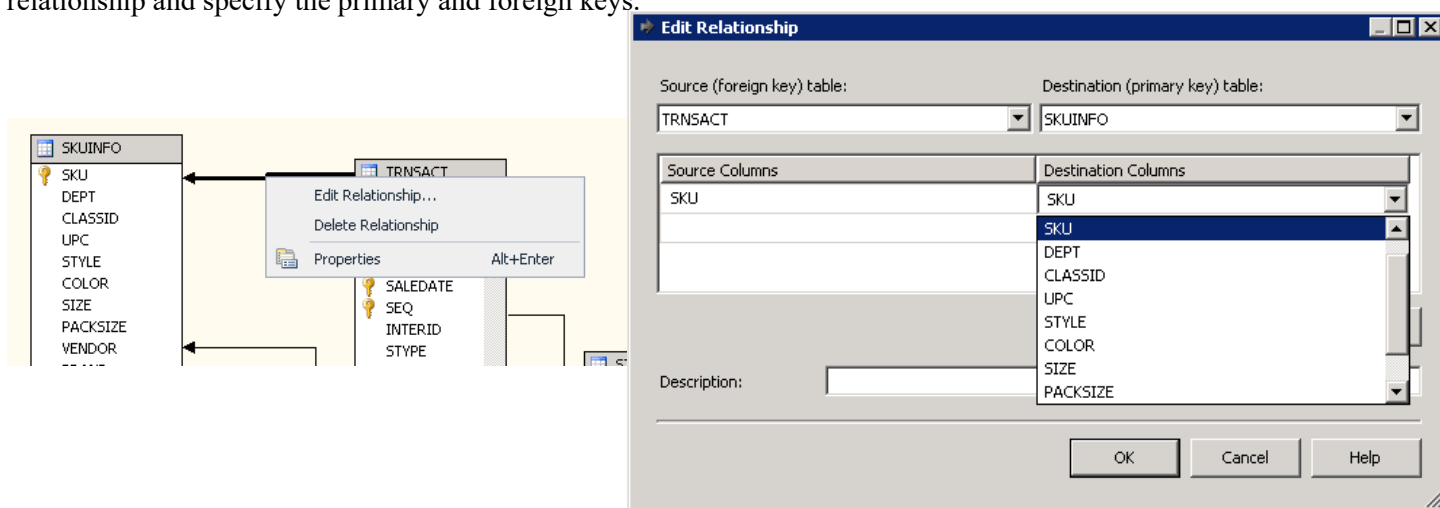 relationship and specify the primary and foreign keys.
SKUINFO
SKU
DEPT
CLASSID
UPC
STYLE
COLOR
SIZE
PACKSIZE
VENDOR
TRNSACT
Edit Relationship...
Delete Relationship
Properties Alt+Enter
SALEDATE
SEQ
INTERID
STYPE
Edit Relationship
Source (foreign key) table: Destination (primary key) table:
TRNSACT SKUINFO
Source Columns Destination Columns
SKU SKU
SKU
DEPT
CLASSID
UPC
STYLE
COLOR
SIZE
PACKSIZE
Description:
OK Cancel Help